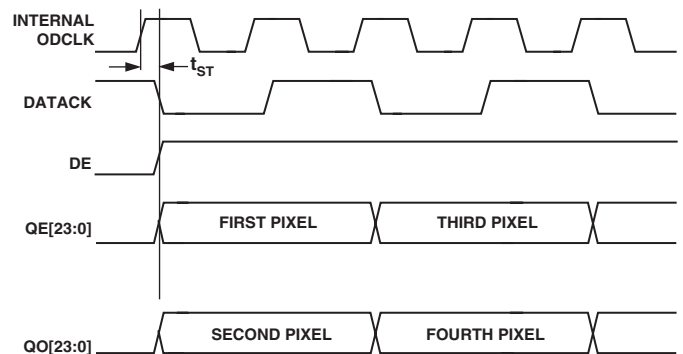 INTERNAL
ODCLK
tST
DATACK
DE
QE[23:0]
FIRST PIXEL
THIRD PIXEL
QO[23:0]
SECOND PIXEL
FOURTH PIXEL